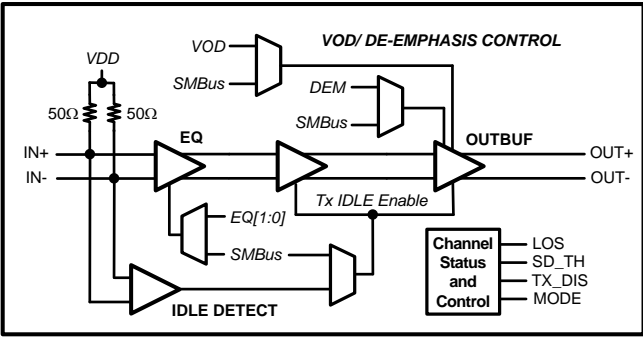 VOD/ DE-EMPHASIS CONTROL
VOD
SMBus
VDD
DEM
SMBus
50Ω
50Ω
EQ
OUTBUF
IN+
OUT+
IN-
OUT-
Tx IDLE Enable
EQ[1:0]
SMBus
IDLE DETECT
Channel
Status
and
Control
LOS
SD_TH
TX_DIS
MODE